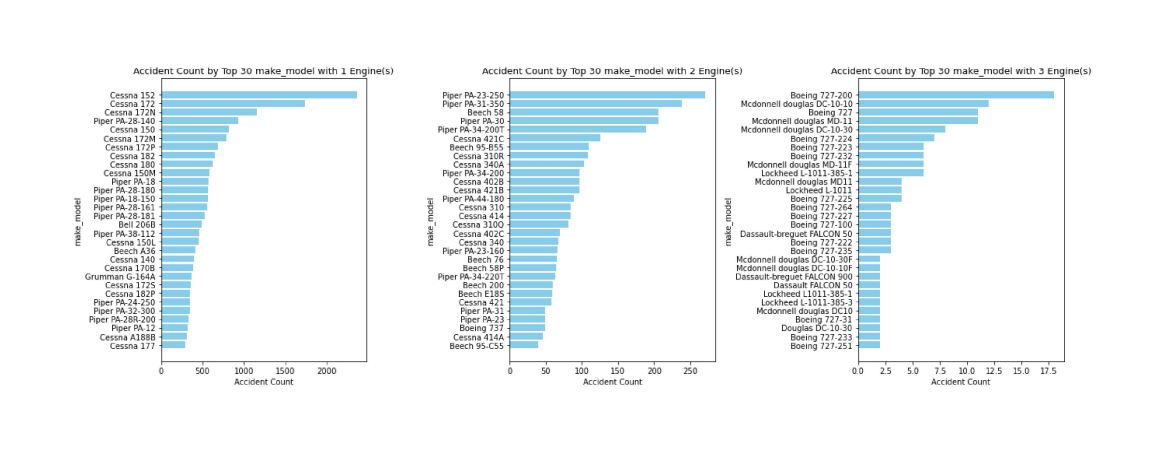 Accident Count by Top 30 make_model with 1 Engine(s)
make_model
Cessna 152
Cessna 172
Cessna 172N
Piper PA-28-140
Cessna 150
Cessna 172M
Cessna 172P
Cessna 182
Cessna 180
Cessna 150M
Piper PA-18
Piper PA-28-180
Piper PA-18-150
Piper PA-28-161
Piper PA-28-181
Bell 206B
Piper PA-38-112
Cessna 150L
Beech A36
Cessna 140
Cessna 170B
Grumman G-164A
Cessna 172S
Cessna 182P
Piper PA-24-250
Piper PA-32-300
Piper PA-28R-200
Piper PA-12
Cessna A188B
Cessna 177
0 500 1000 1500 2000
Accident Count
Accident Count by Top 30 make_model with 2 Engine(s)
make_model
Piper PA-23-250
Piper PA-31-350
Beech 58
Piper PA-30
Piper PA-34-200T
Cessna 421C
Beech 95-B55
Cessna 310R
Cessna 340A
Piper PA-34-200
Cessna 402B
Cessna 421B
Piper PA-44-180
Cessna 310
Cessna 414
Cessna 310Q
Cessna 402C
Cessna 340
Piper PA-23-160
Beech 76
Beech 58P
Piper PA-34-220T
Beech 200
Beech E18S
Cessna 421
Piper PA-31
Piper PA-23
Boeing 737
Cessna 414A
Beech 95-C55
0 50 100 150 200 250
Accident Count
Accident Count by Top 30 make_model with 3 Engine(s)
make_model
Boeing 727-200
Mcdonnell douglas DC-10-10
Boeing 727
Mcdonnell douglas MD-11
Mcdonnell douglas DC-10-30
Boeing 727-224
Boeing 727-223
Boeing 727-232
Mcdonnell douglas MD-11F
Lockheed L-1011-385-1
Mcdonnell douglas MD11
Lockheed L-1011
Boeing 727-225
Boeing 727-264
Boeing 727-227
Boeing 727-100
Dassault-breguet FALCON 50
Boeing 727-222
Boeing 727-235
Mcdonnell douglas DC-10-30F
Mcdonnell douglas DC-10-10F
Dassault-breguet FALCON 900
Dassault FALCON 50
Lockheed L1011-385-1
Lockheed L-1011-385-3
Mcdonnell douglas DC10
Boeing 727-31
Douglas DC-10-30
Boeing 727-233
Boeing 727-251
0.0 2.5 5.0 7.5 10.0 12.5 15.0 17.5
Accident Count